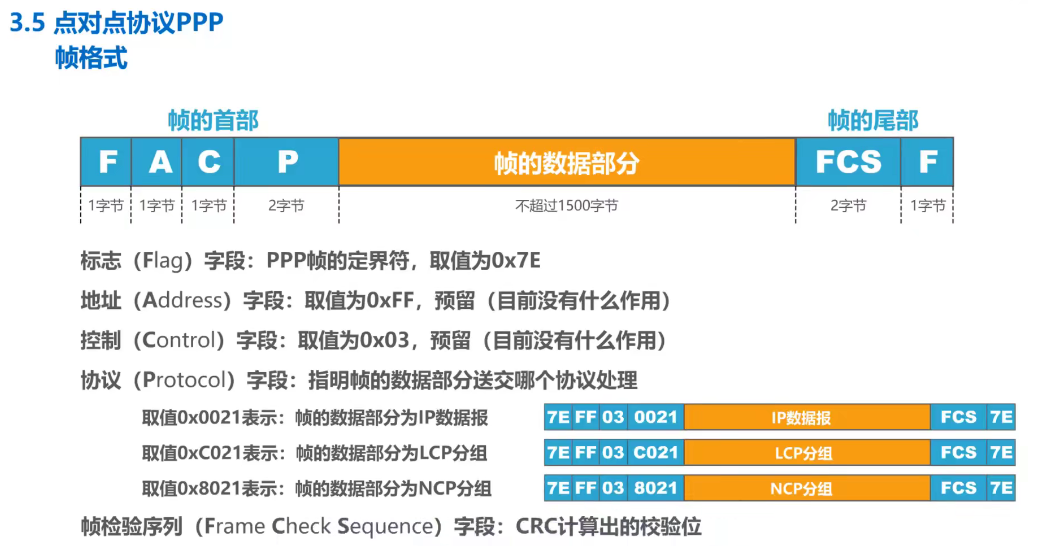 3.5 点对点协议PPP
帧格式
帧的首部 帧的尾部
F A C P 帧的数据部分 FCS F
1字节 1字节 1字节 2字节 不超过1500字节 2字节 1字节
标志（Flag）字段：PPP帧的定界符，取值为0x7E
地址（Address）字段：取值为0xFF，预留（目前没有什么作用）
控制（Control）字段：取值为0x03，预留（目前没有什么作用）
协议（Protocol）字段：指明帧的数据部分送交哪个协议处理
取值0x0021表示：帧的数据部分为IP数据报 7E FF 03 0021 IP数据报 FCS 7E
取值0xC021表示：帧的数据部分为LCP分组 7E FF 03 C021 LCP分组 FCS 7E
取值0x8021表示：帧的数据部分为NCP分组 7E FF 03 8021 NCP分组 FCS 7E
帧检验序列（Frame Check Sequence）字段：CRC计算出的校验位